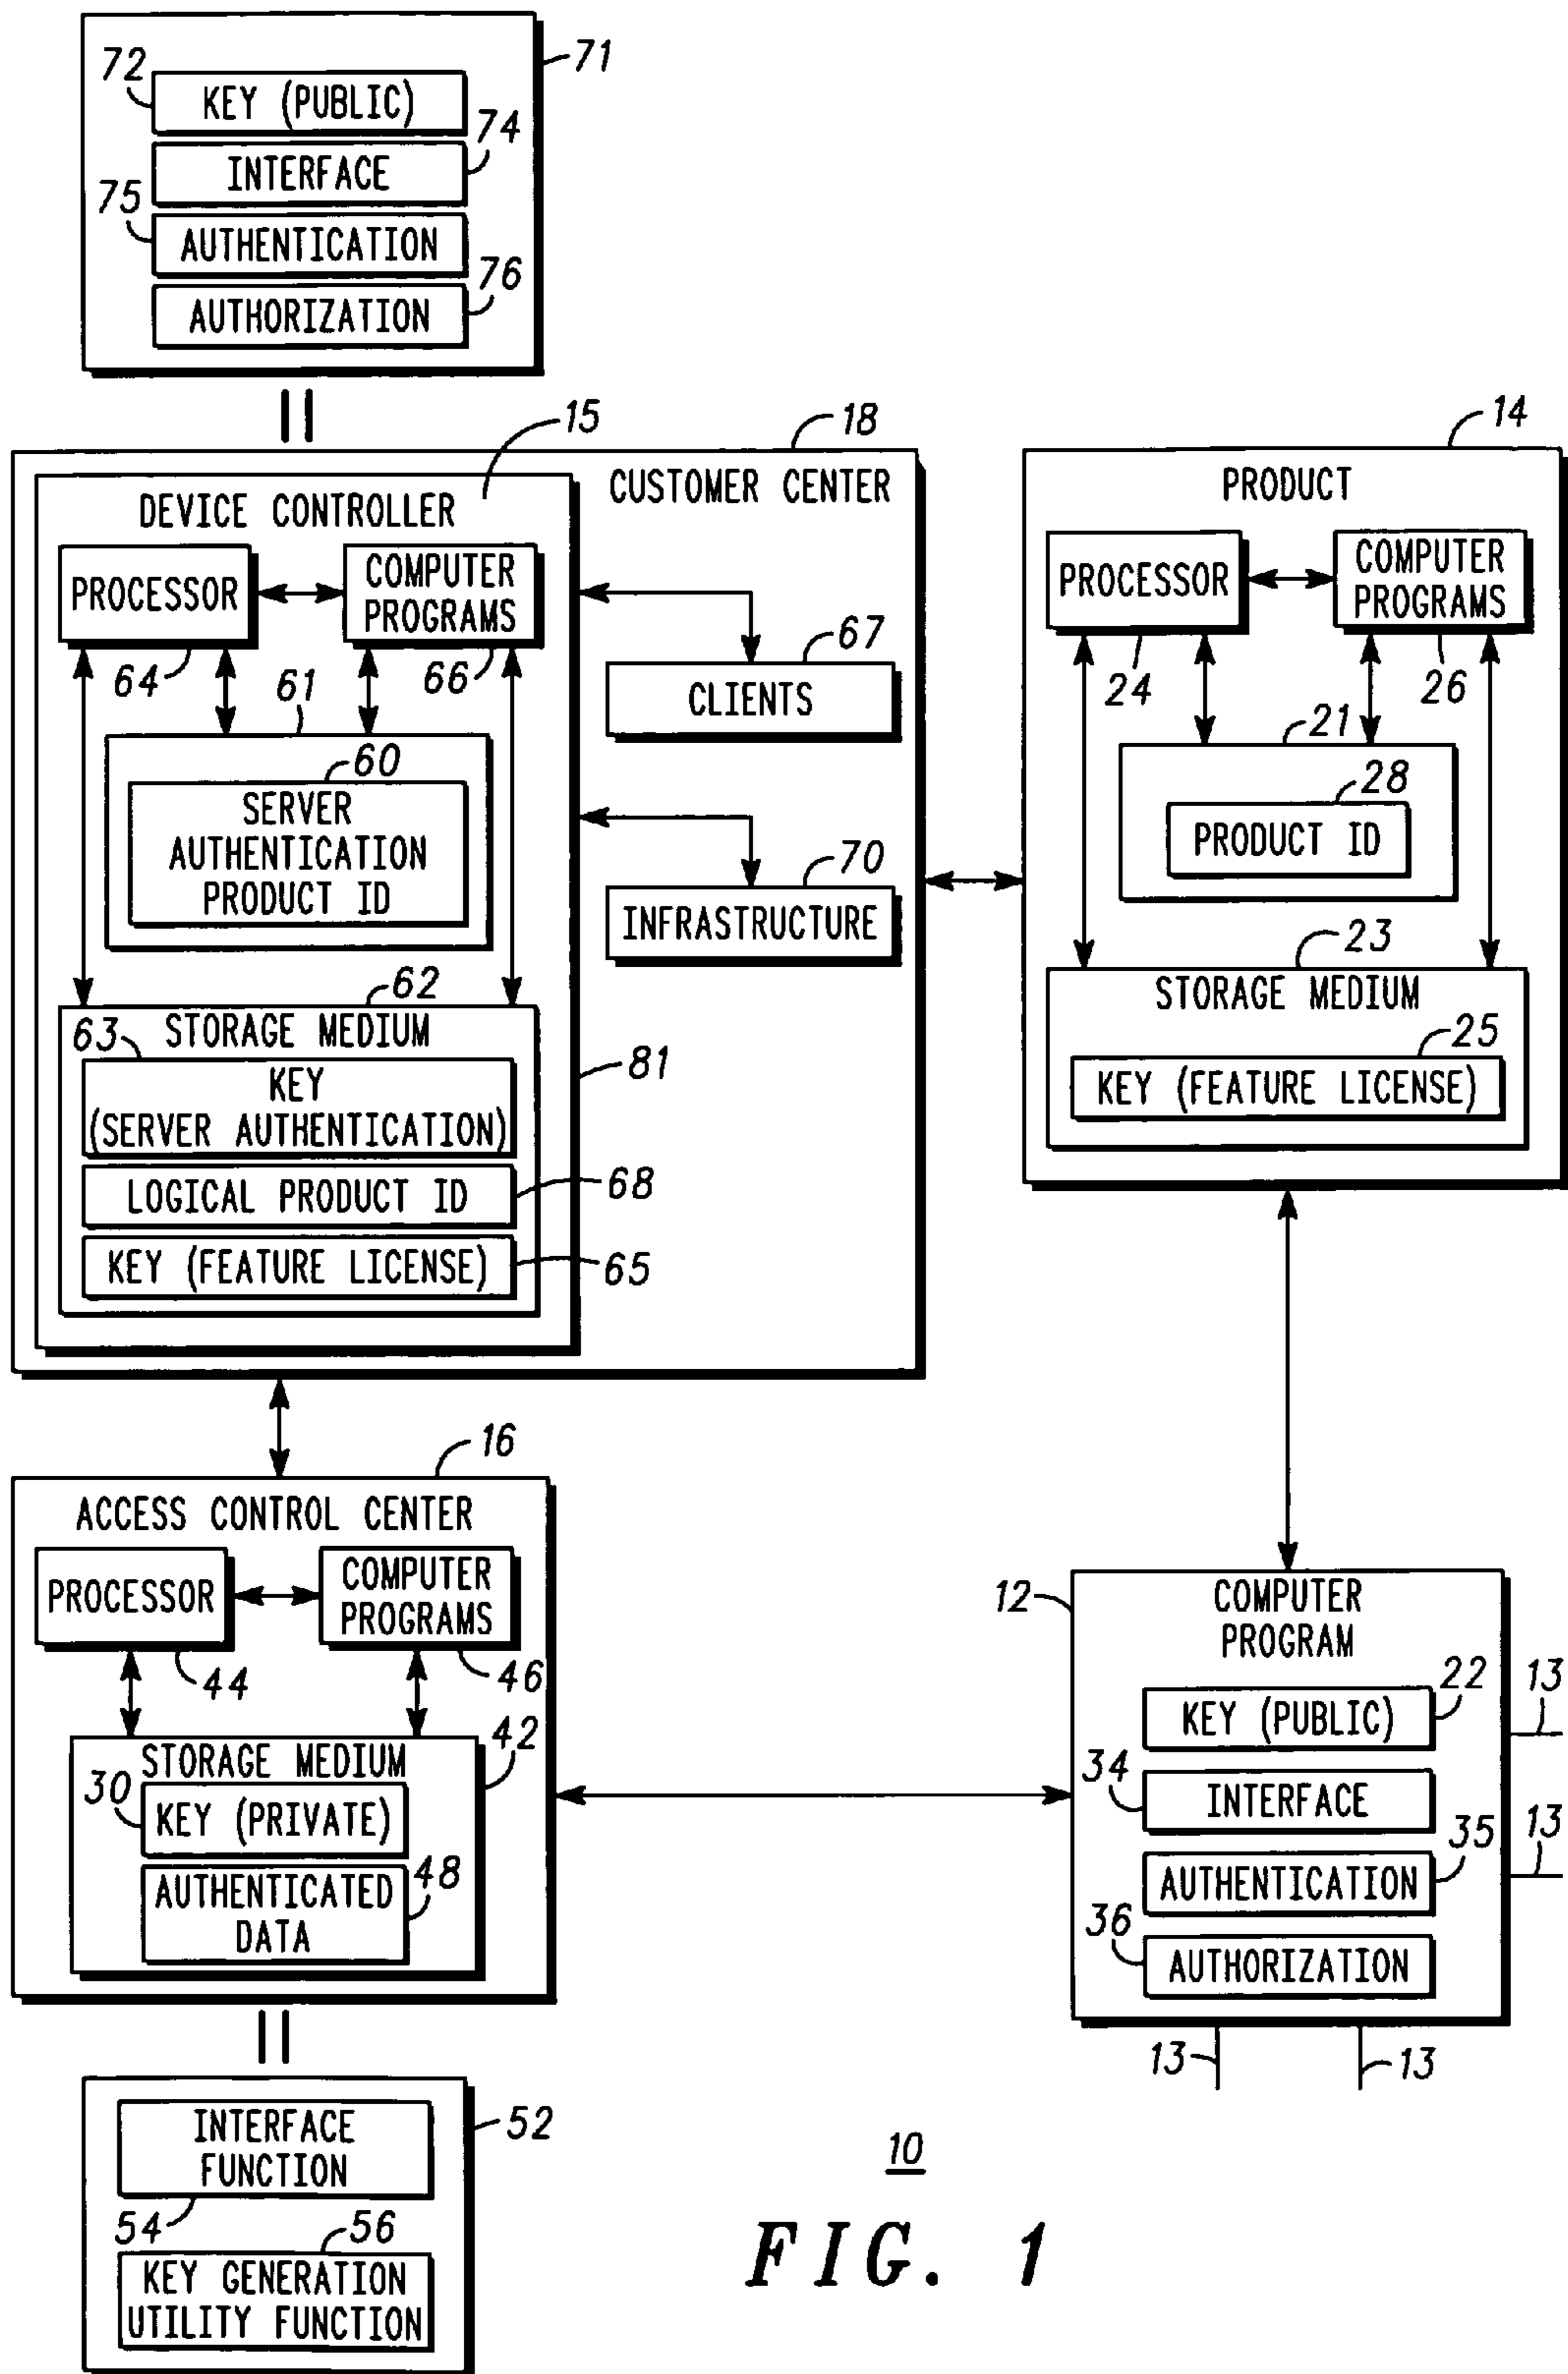 71
72
KEY (PUBLIC)
74
INTERFACE
75
AUTHENTICATION
76
AUTHORIZATION
15
18
CUSTOMER CENTER
DEVICE CONTROLLER
PROCESSOR
COMPUTER
PROGRAMS
64
61
66
67
CLIENTS
60
SERVER
AUTHENTICATION
PRODUCT ID
70
INFRASTRUCTURE
62
STORAGE MEDIUM
63
KEY
(SERVER AUTHENTICATION)
81
LOGICAL PRODUCT ID
68
KEY (FEATURE LICENSE)
65
14
PRODUCT
PROCESSOR
COMPUTER
PROGRAMS
24
26
21
28
PRODUCT ID
23
STORAGE MEDIUM
25
KEY (FEATURE LICENSE)
16
ACCESS CONTROL CENTER
PROCESSOR
COMPUTER
PROGRAMS
44
46
42
STORAGE MEDIUM
30
KEY (PRIVATE)
48
AUTHENTICATED
DATA
12
COMPUTER
PROGRAM
22
13
KEY (PUBLIC)
34
INTERFACE
35
13
AUTHENTICATION
36
AUTHORIZATION
13
13
52
INTERFACE
FUNCTION
54
56
KEY GENERATION
UTILITY FUNCTION
10
FIG. 1